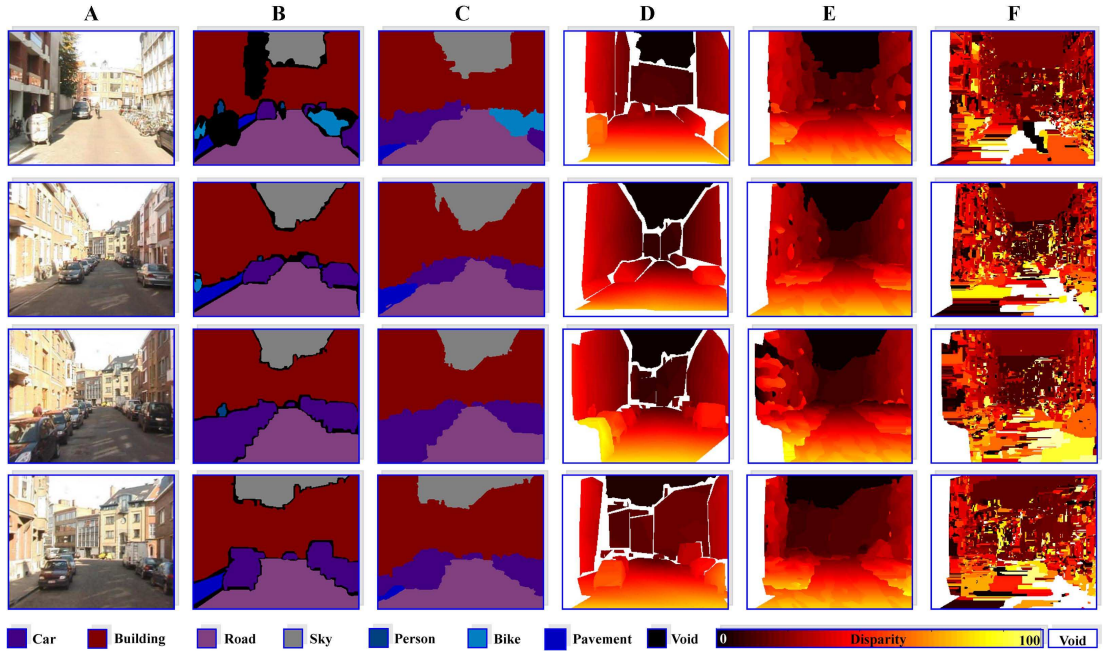 A B C D E F
Car Building Road Sky Person Bike Pavement Void 0 Disparity 100 Void